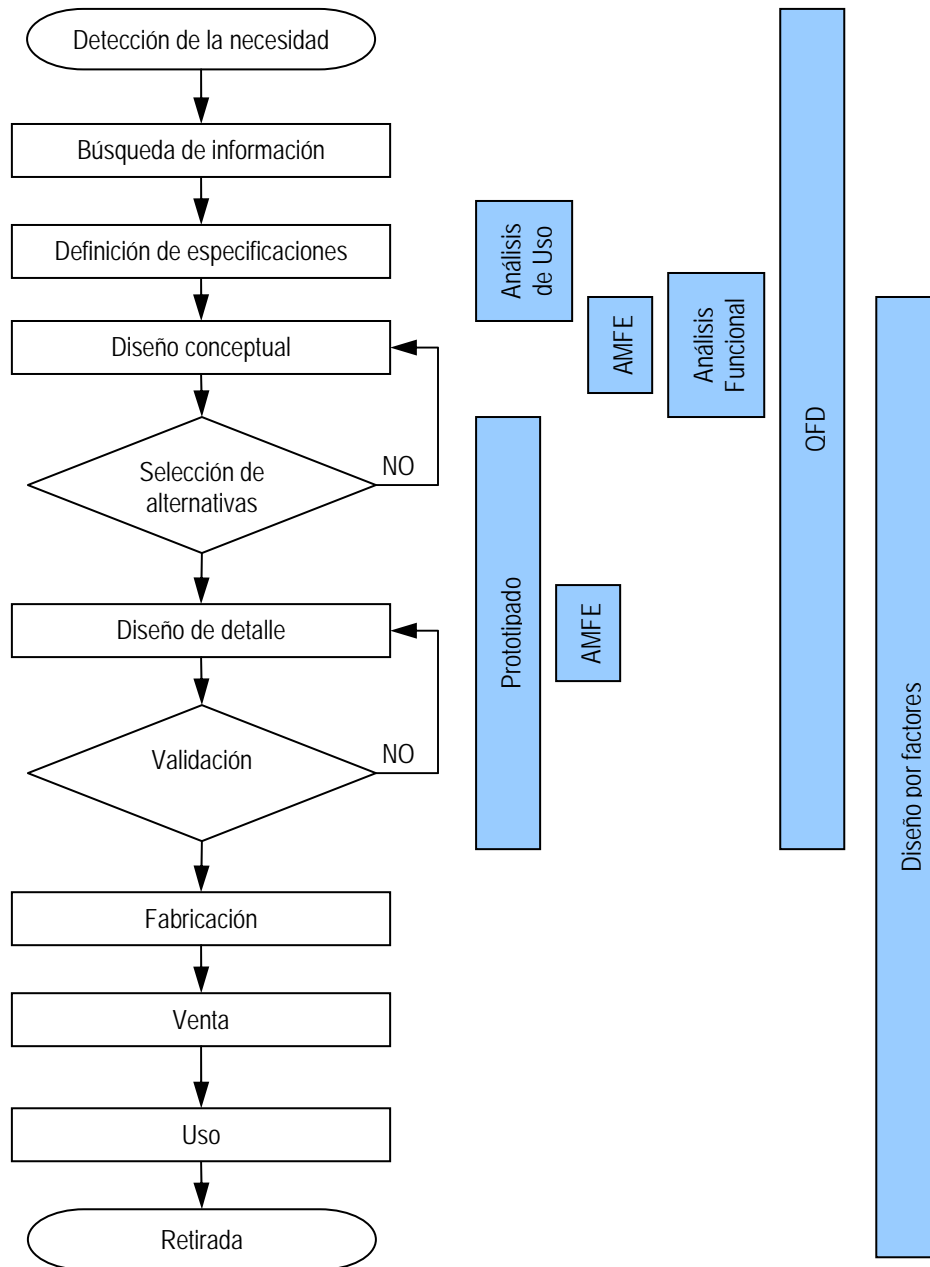 Detección de la necesidad
Búsqueda de información
Definición de especificaciones
Diseño conceptual
Selección de
alternativas
NO
Diseño de detalle
Validación
NO
Fabricación
Venta
Uso
Retirada
Análisis
de Uso
AMFE
Análisis
Funcional
QFD
Prototipado
AMFE
Diseño por factores